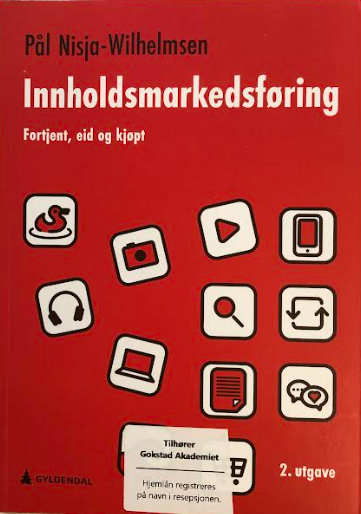 Pål Nisja-Wilhelmsen
Innholdsmarkedsføring
Fortjent, eid og kjøpt
Tilhører
Gokstad Akademiet
Hjemlån registreres
på navn i resepsjonen.
2. utgave
GYLDENDAL